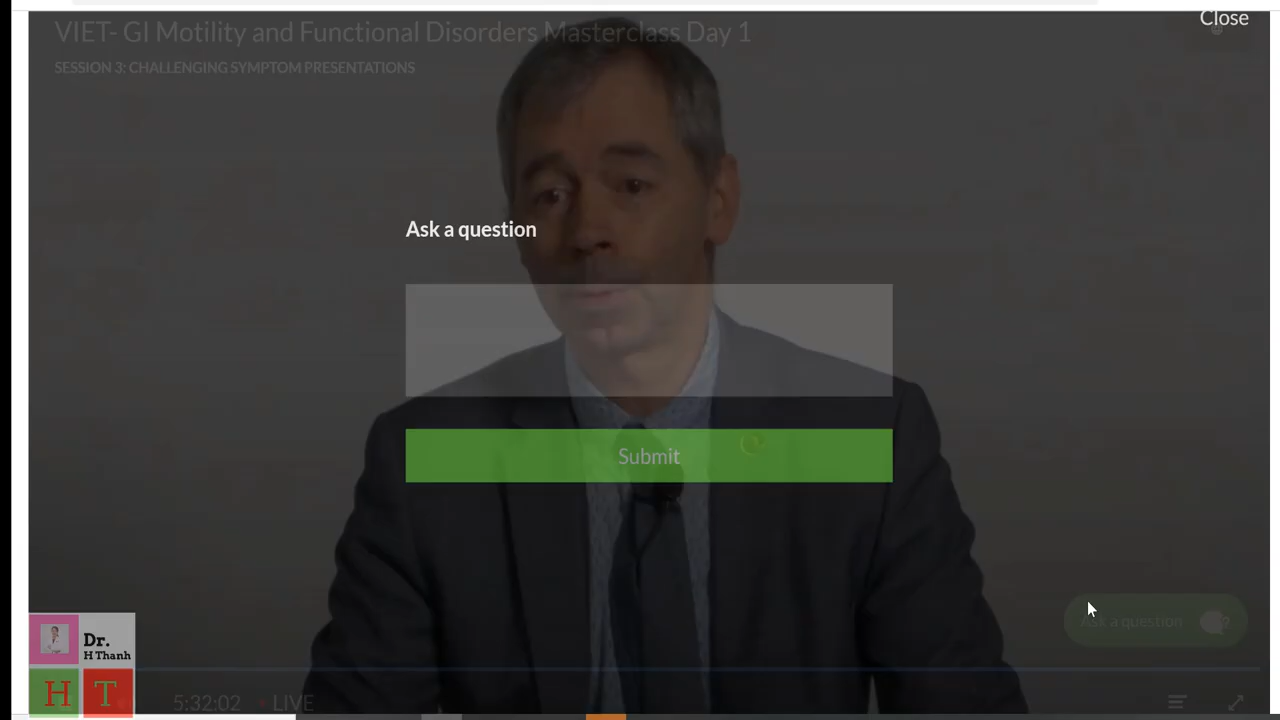 Close
VIET- GI Motility and Functional Disorders Masterclass Day 1
SESSION 3: CHALLENGING SYMPTOM PRESENTATIONS
Ask a question
Submit
Ask a question
?
Dr.
H Thanh
H T
5:32:02 • LIVE